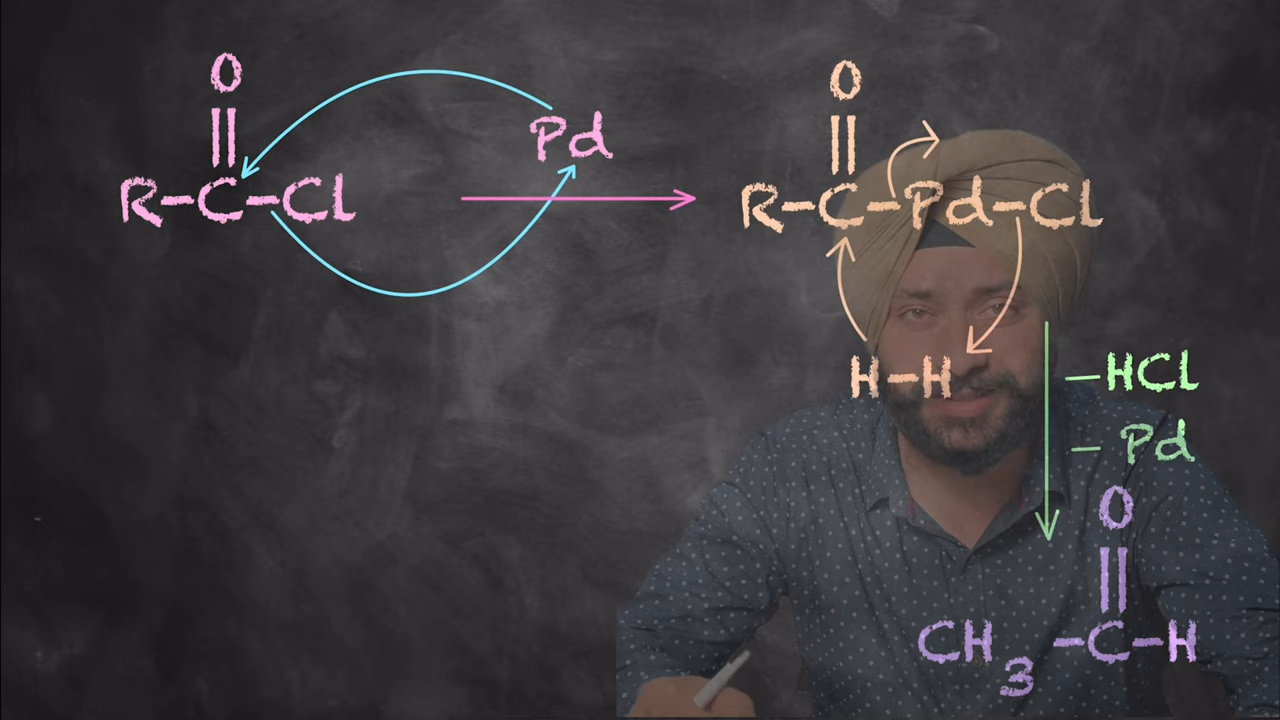 O O
|| ||
R-C-Cl Pd R-C-Pd-Cl
H-H
-HCl
- Pd
O
||
CH3-C-H